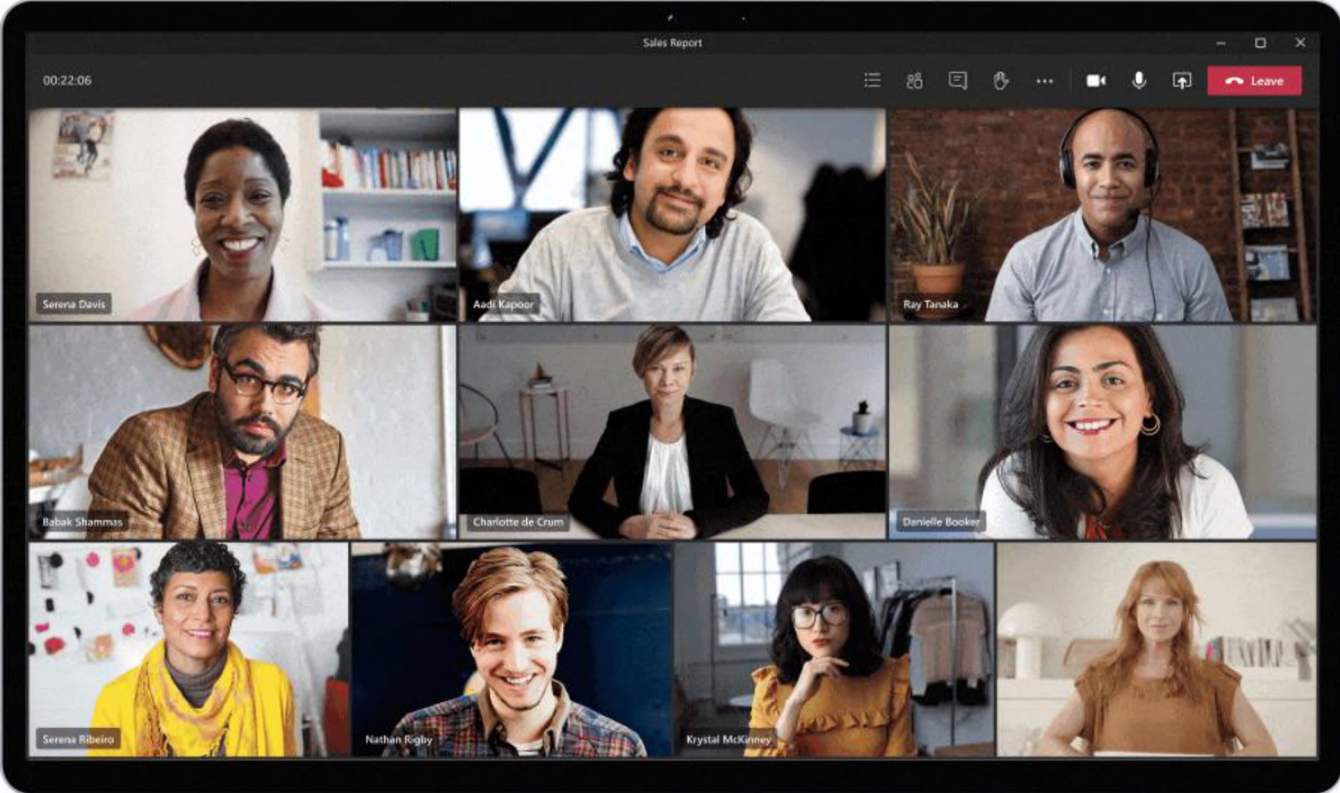 Sales Report
00:22:06
Leave
Serena Davis
Aadi Kapoor
Ray Tanaka
Babak Shammas
Charlotte de Crum
Danielle Booker
Serena Ribeiro
Nathan Rigby
Krystal McKinney